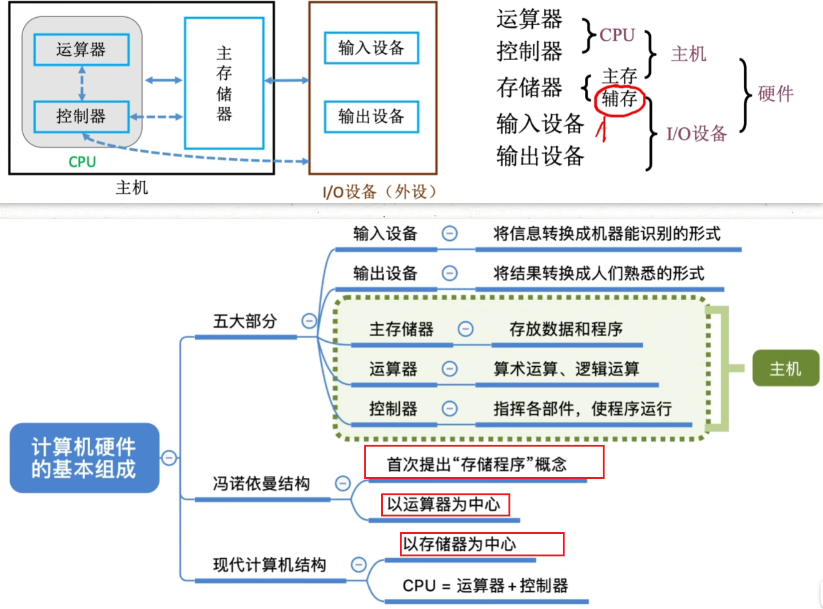 运算器
控制器
CPU
主存储器
输入设备
输出设备
主机
I/O设备（外设）
运算器
控制器
CPU
存储器
主存
辅存
输入设备
输出设备
主机
I/O设备
硬件
计算机硬件
的基本组成
五大部分
输入设备
将信息转换成机器能识别的形式
输出设备
将结果转换成人们熟悉的形式
主存储器
存放数据和程序
运算器
算术运算、逻辑运算
控制器
指挥各部件，使程序运行
主机
冯诺依曼结构
首次提出“存储程序”概念
以运算器为中心
现代计算机结构
以存储器为中心
CPU = 运算器+控制器